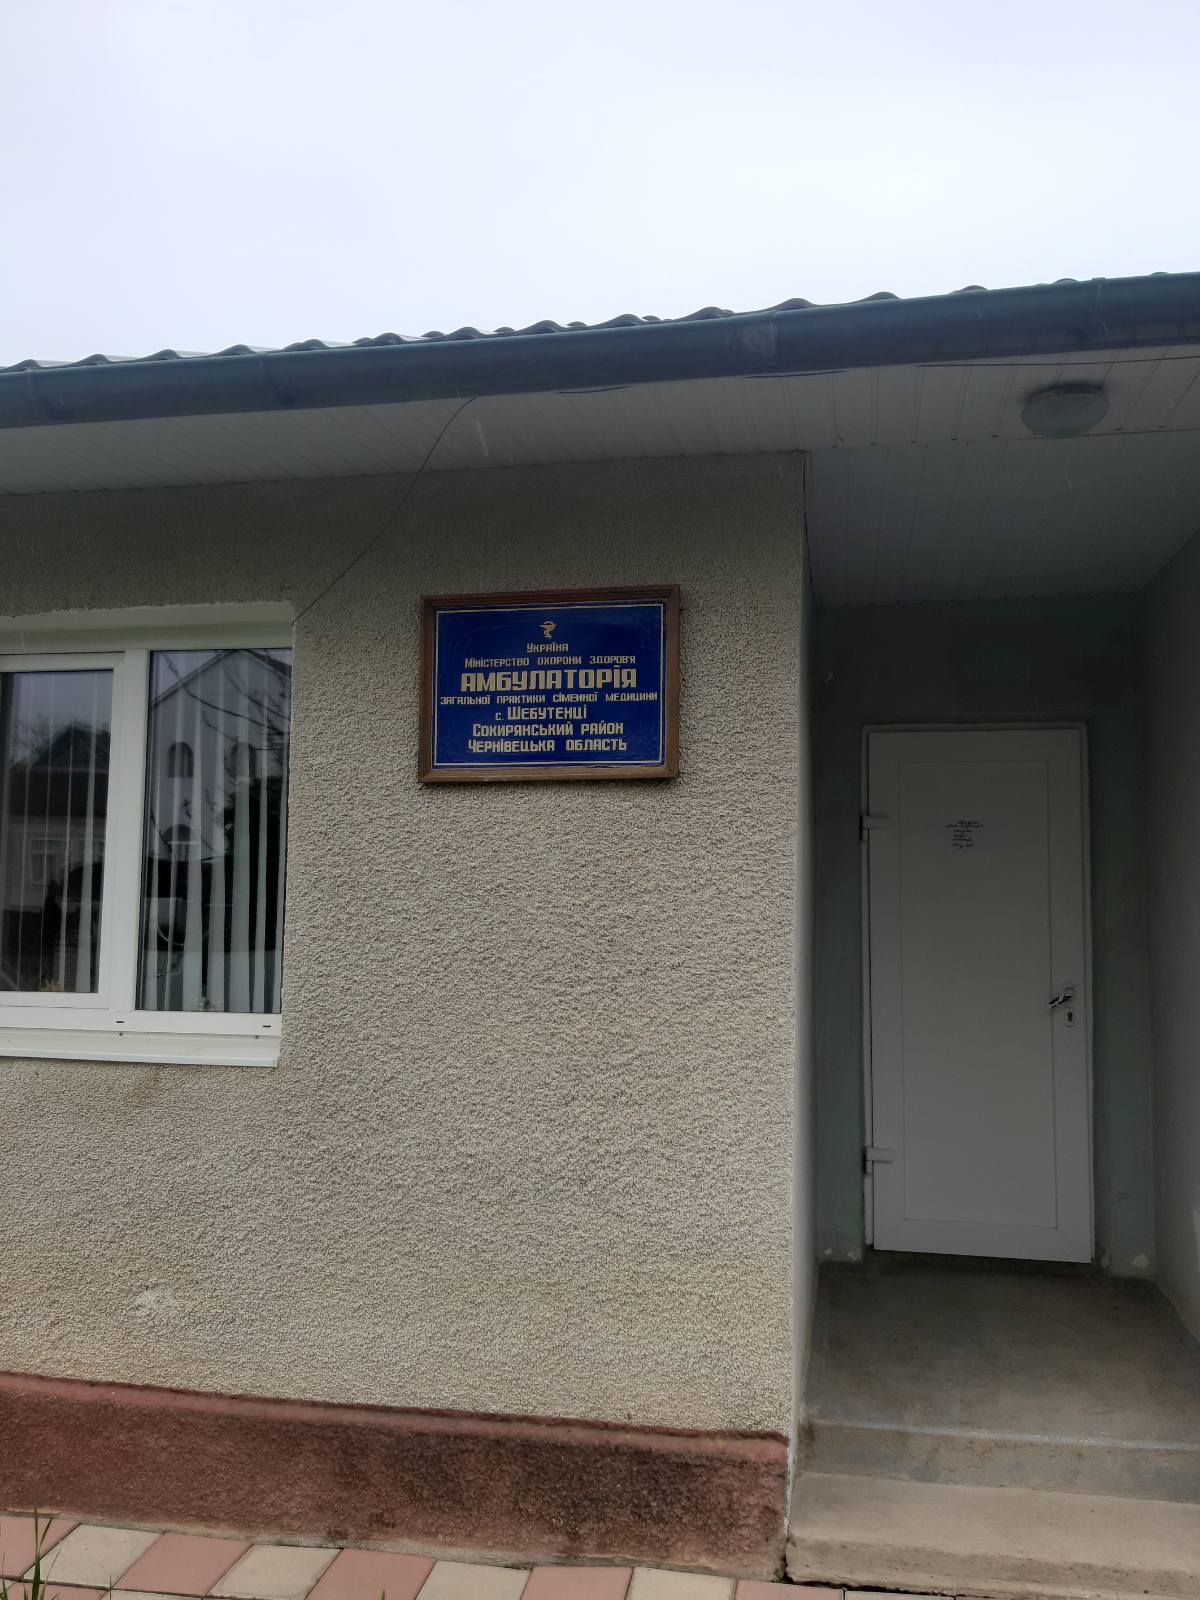 Україна
Міністерство охорони здоров'я
Амбулаторія
загальної практики сімейної медицини
с. Шебутенці
Сокирянський район
Чернівецька область